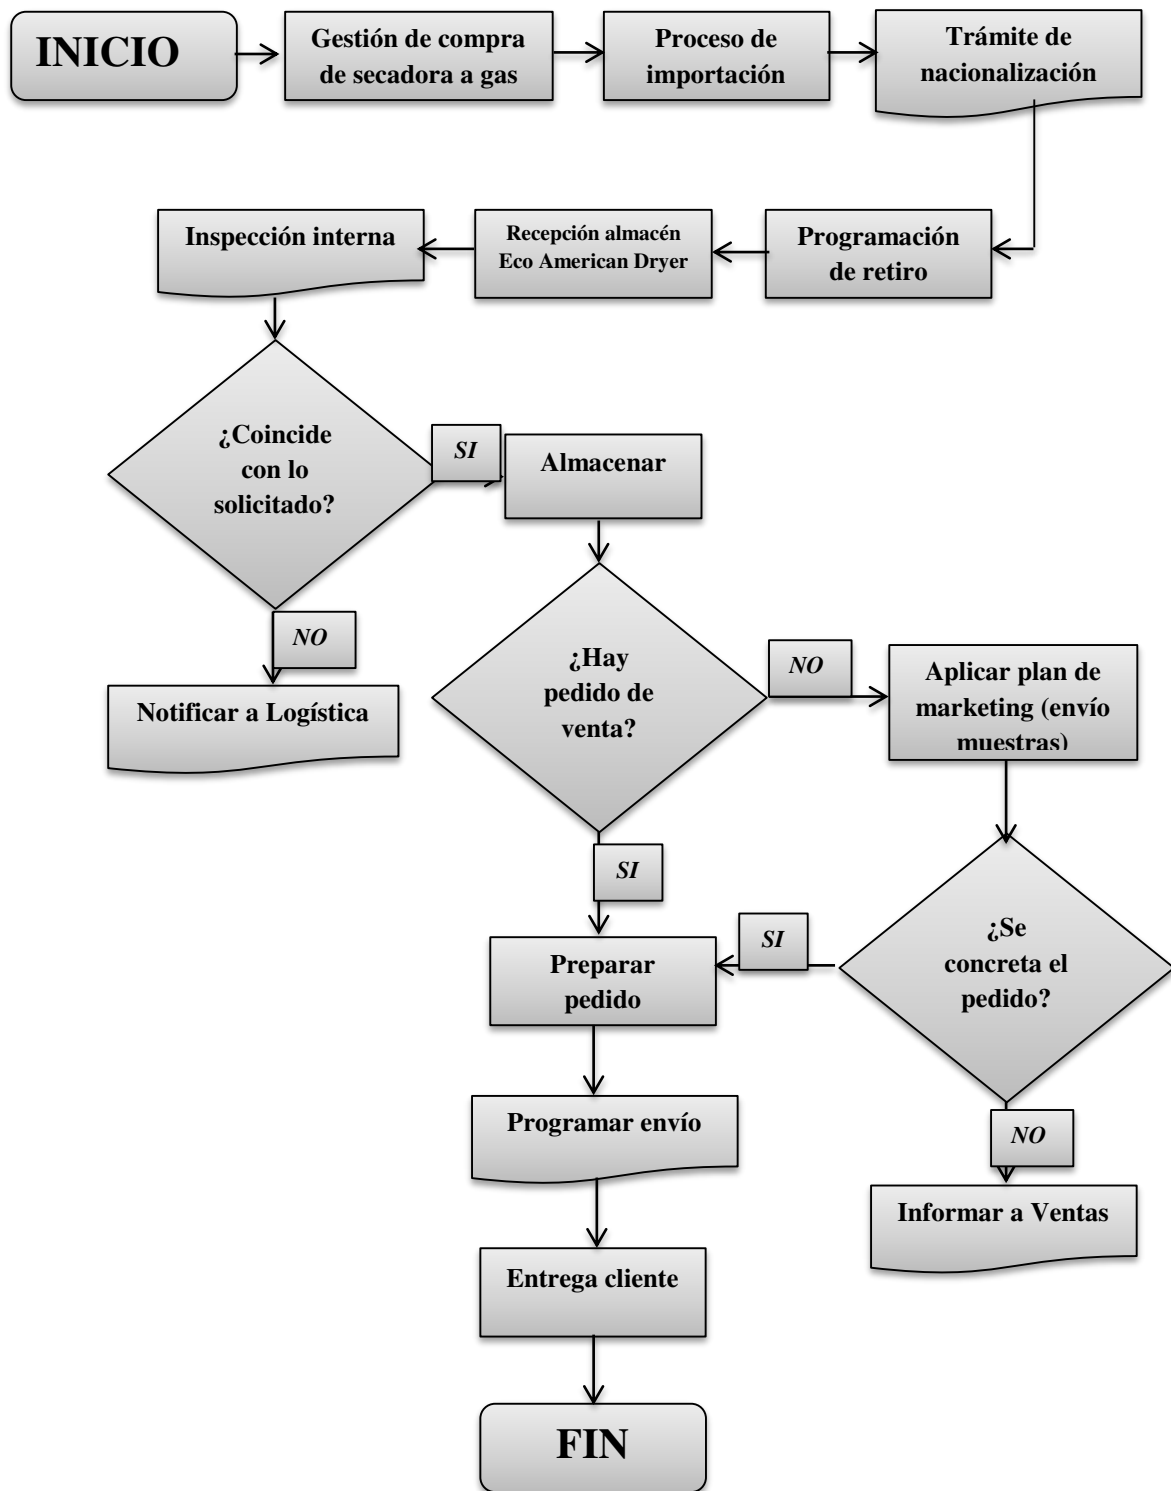 INICIO
Gestión de compra
de secadora a gas
Proceso de
importación
Trámite de
nacionalización
Inspección interna
Recepción almacén
Eco American Dryer
Programación
de retiro
¿Coincide
con lo
solicitado?
SI
Almacenar
NO
Notificar a Logística
¿Hay
pedido de
venta?
NO
Aplicar plan de
marketing (envío
muestras)
SI
Preparar
pedido
SI
¿Se
concreta el
pedido?
Programar envío
NO
Informar a Ventas
Entrega cliente
FIN